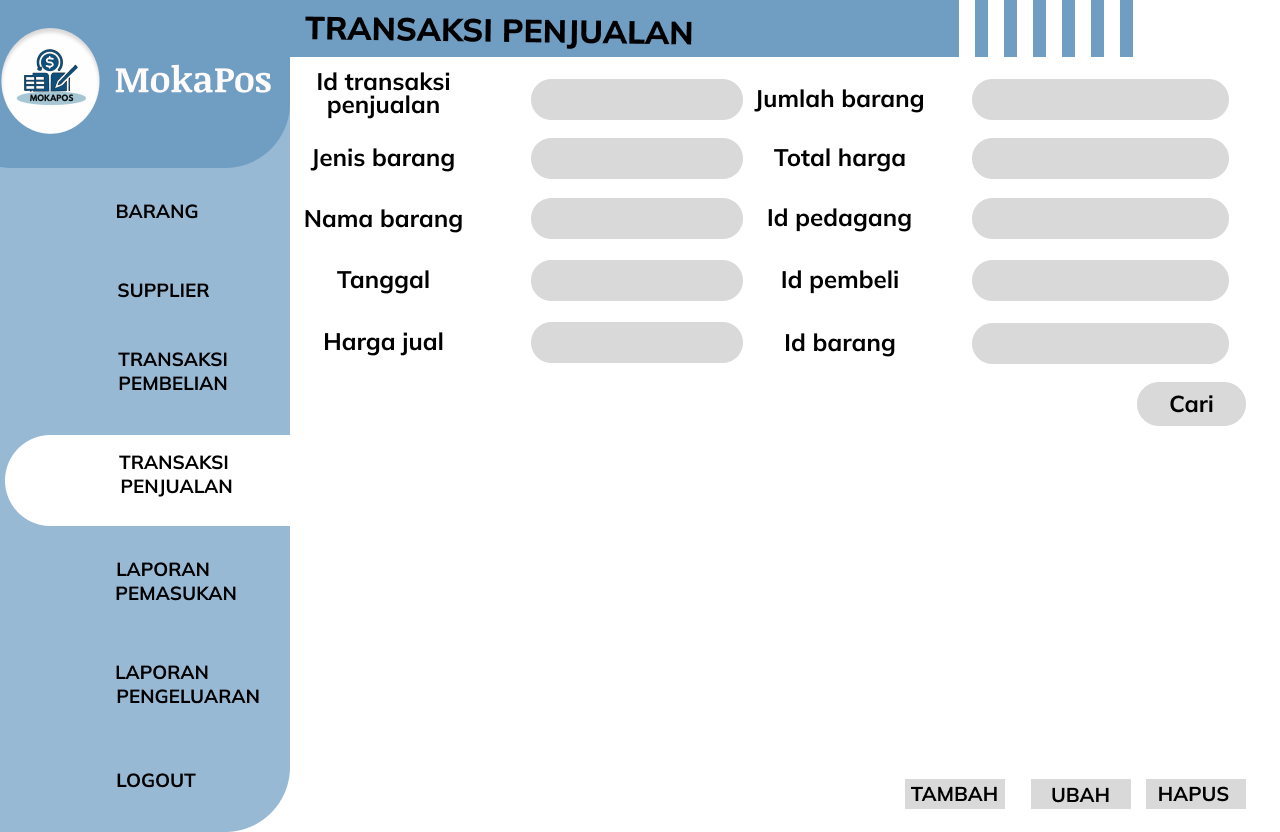 MOKAPOS
MokaPos
BARANG
SUPPLIER
TRANSAKSI
PEMBELIAN
TRANSAKSI
PENJUALAN
LAPORAN
PEMASUKAN
LAPORAN
PENGELUARAN
LOGOUT
TRANSAKSI PENJUALAN
Id transaksi
penjualan
Jenis barang
Nama barang
Tanggal
Harga jual
Jumlah barang
Total harga
Id pedagang
Id pembeli
Id barang
Cari
TAMBAH
UBAH
HAPUS